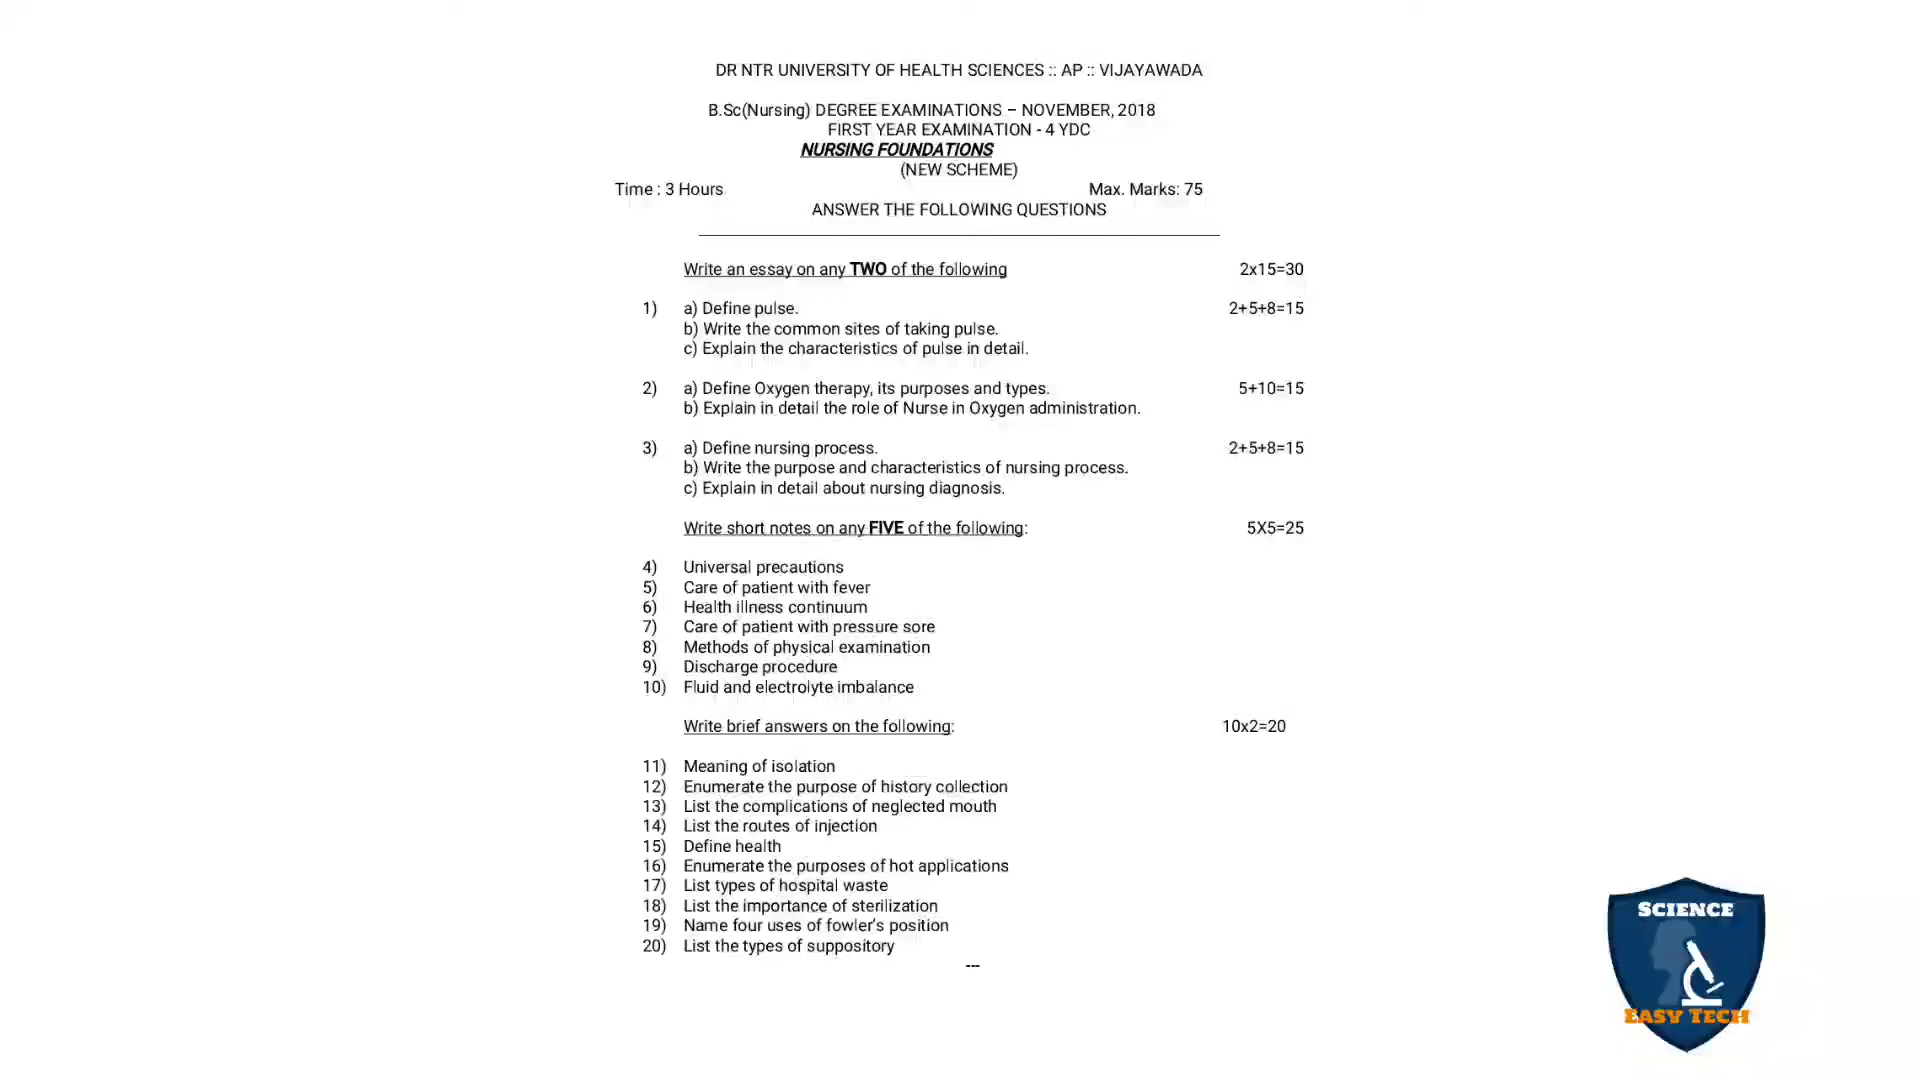 DR NTR UNIVERSITY OF HEALTH SCIENCES :: AP :: VIJAYAWADA
B.Sc(Nursing) DEGREE EXAMINATIONS – NOVEMBER, 2018
FIRST YEAR EXAMINATION - 4 YDC
NURSING FOUNDATIONS
(NEW SCHEME)
Time : 3 Hours Max. Marks: 75
ANSWER THE FOLLOWING QUESTIONS
Write an essay on any TWO of the following 2x15=30
1) a) Define pulse. 2+5+8=15
b) Write the common sites of taking pulse.
c) Explain the characteristics of pulse in detail.
2) a) Define Oxygen therapy, its purposes and types. 5+10=15
b) Explain in detail the role of Nurse in Oxygen administration.
3) a) Define nursing process. 2+5+8=15
b) Write the purpose and characteristics of nursing process.
c) Explain in detail about nursing diagnosis.
Write short notes on any FIVE of the following: 5X5=25
4) Universal precautions
5) Care of patient with fever
6) Health illness continuum
7) Care of patient with pressure sore
8) Methods of physical examination
9) Discharge procedure
10) Fluid and electrolyte imbalance
Write brief answers on the following: 10x2=20
11) Meaning of isolation
12) Enumerate the purpose of history collection
13) List the complications of neglected mouth
14) List the routes of injection
15) Define health
16) Enumerate the purposes of hot applications
17) List types of hospital waste
18) List the importance of sterilization
19) Name four uses of fowler's position
20) List the types of suppository
---
SCIENCE
EASY TECH